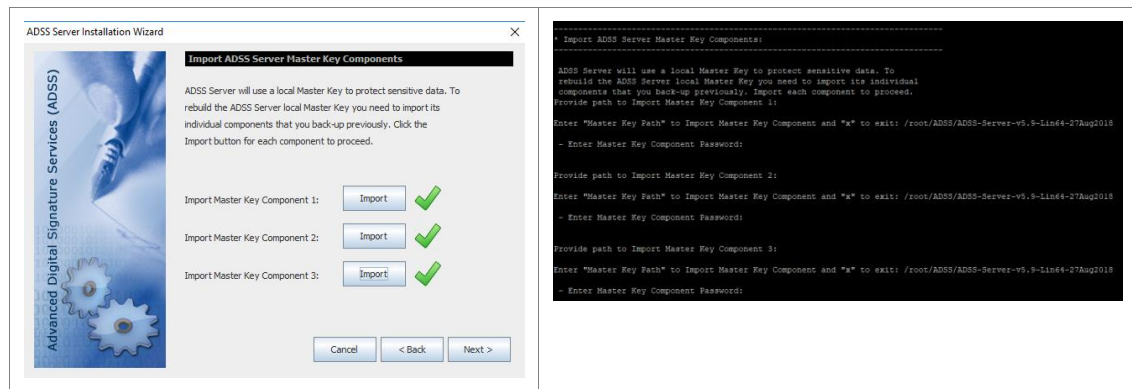 ADSS Server Installation Wizard
Advanced Digital Signature Services (ADSS)
Import ADSS Server Master Key Components
ADSS Server will use a local Master Key to protect sensitive data. To
rebuild the ADSS Server local Master Key you need to import its
individual components that you back-up previously. Click the
Import button for each component to proceed.
Import Master Key Component 1:
Import
Import Master Key Component 2:
Import
Import Master Key Component 3:
Import
Cancel
< Back
Next >
* Import ADSS Server Master Key Components:
ADSS Server will use a local Master Key to protect sensitive data. To
rebuild the ADSS Server local Master Key you need to import its individual
components that you back-up previously. Import each component to proceed.
Provide path to Import Master Key Component 1:
Enter "Master Key Path" to Import Master Key Component and "x" to exit: /root/ADSS/ADSS-Server-v5.9-Lin64-27Aug2018
- Enter Master Key Component Password:
Provide path to Import Master Key Component 2:
Enter "Master Key Path" to Import Master Key Component and "x" to exit: /root/ADSS/ADSS-Server-v5.9-Lin64-27Aug2018
- Enter Master Key Component Password:
Provide path to Import Master Key Component 3:
Enter "Master Key Path" to Import Master Key Component and "x" to exit: /root/ADSS/ADSS-Server-v5.9-Lin64-27Aug2018
- Enter Master Key Component Password: